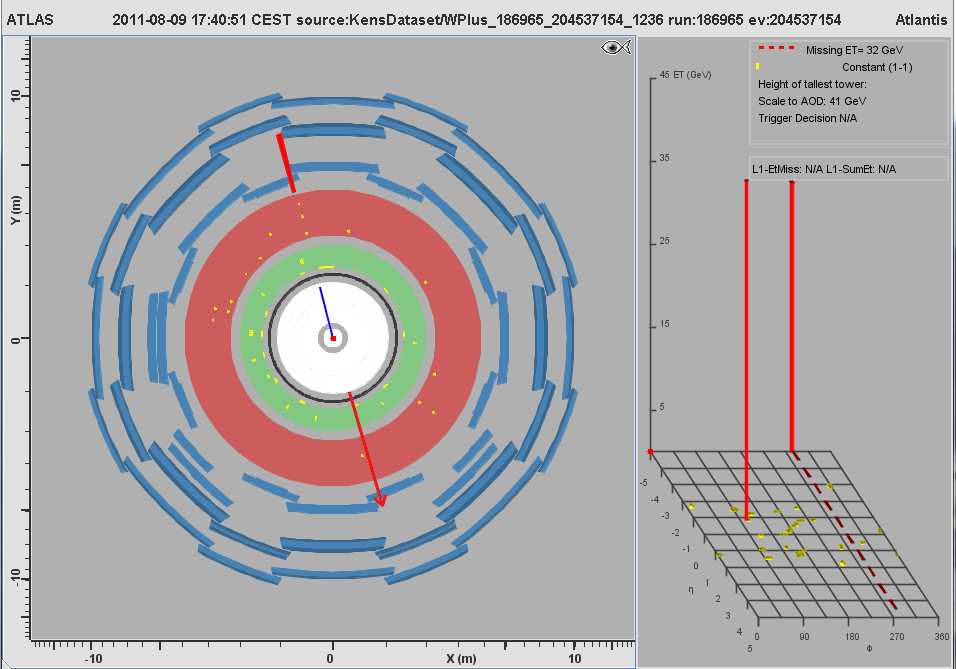 ATLAS 2011-08-09 17:40:51 CEST source:KensDataset/WPlus_186965_204537154_1236 run:186965 ev:204537154 Atlantis
Missing ET= 32 GeV
Constant (1-1)
Height of tallest tower:
Scale to AOD: 41 GeV
Trigger Decision N/A
L1-EtMiss: N/A L1-SumEt: N/A
45 ET (GeV)
35
25
15
5
-5
-4
-3
-2
-1
0
1
2
3
4
5
η
0 90 180 270 360
Φ
10
Y (m)
0
-10
-10 0 X (m) 10